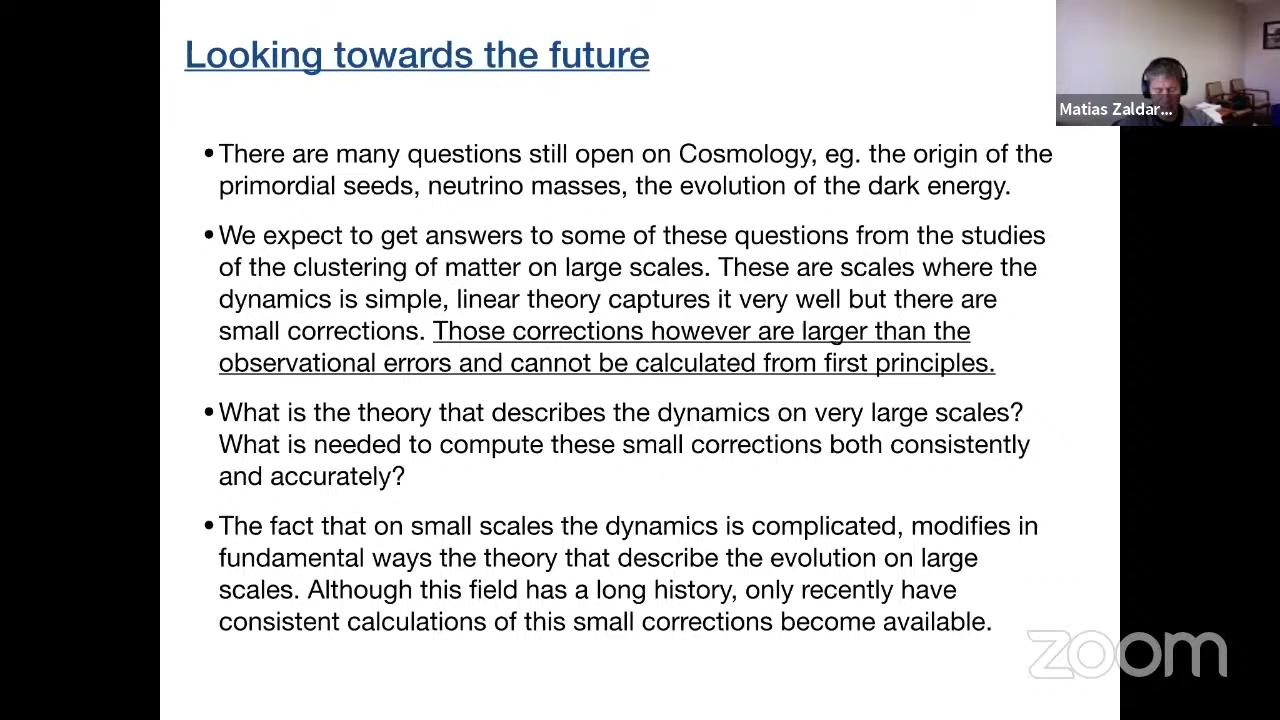 Looking towards the future
Matias Zaldar...
•There are many questions still open on Cosmology, eg. the origin of the
primordial seeds, neutrino masses, the evolution of the dark energy.
•We expect to get answers to some of these questions from the studies
of the clustering of matter on large scales. These are scales where the
dynamics is simple, linear theory captures it very well but there are
small corrections. Those corrections however are larger than the
observational errors and cannot be calculated from first principles.
•What is the theory that describes the dynamics on very large scales?
What is needed to compute these small corrections both consistently
and accurately?
•The fact that on small scales the dynamics is complicated, modifies in
fundamental ways the theory that describe the evolution on large
scales. Although this field has a long history, only recently have
consistent calculations of this small corrections become available.
zoom